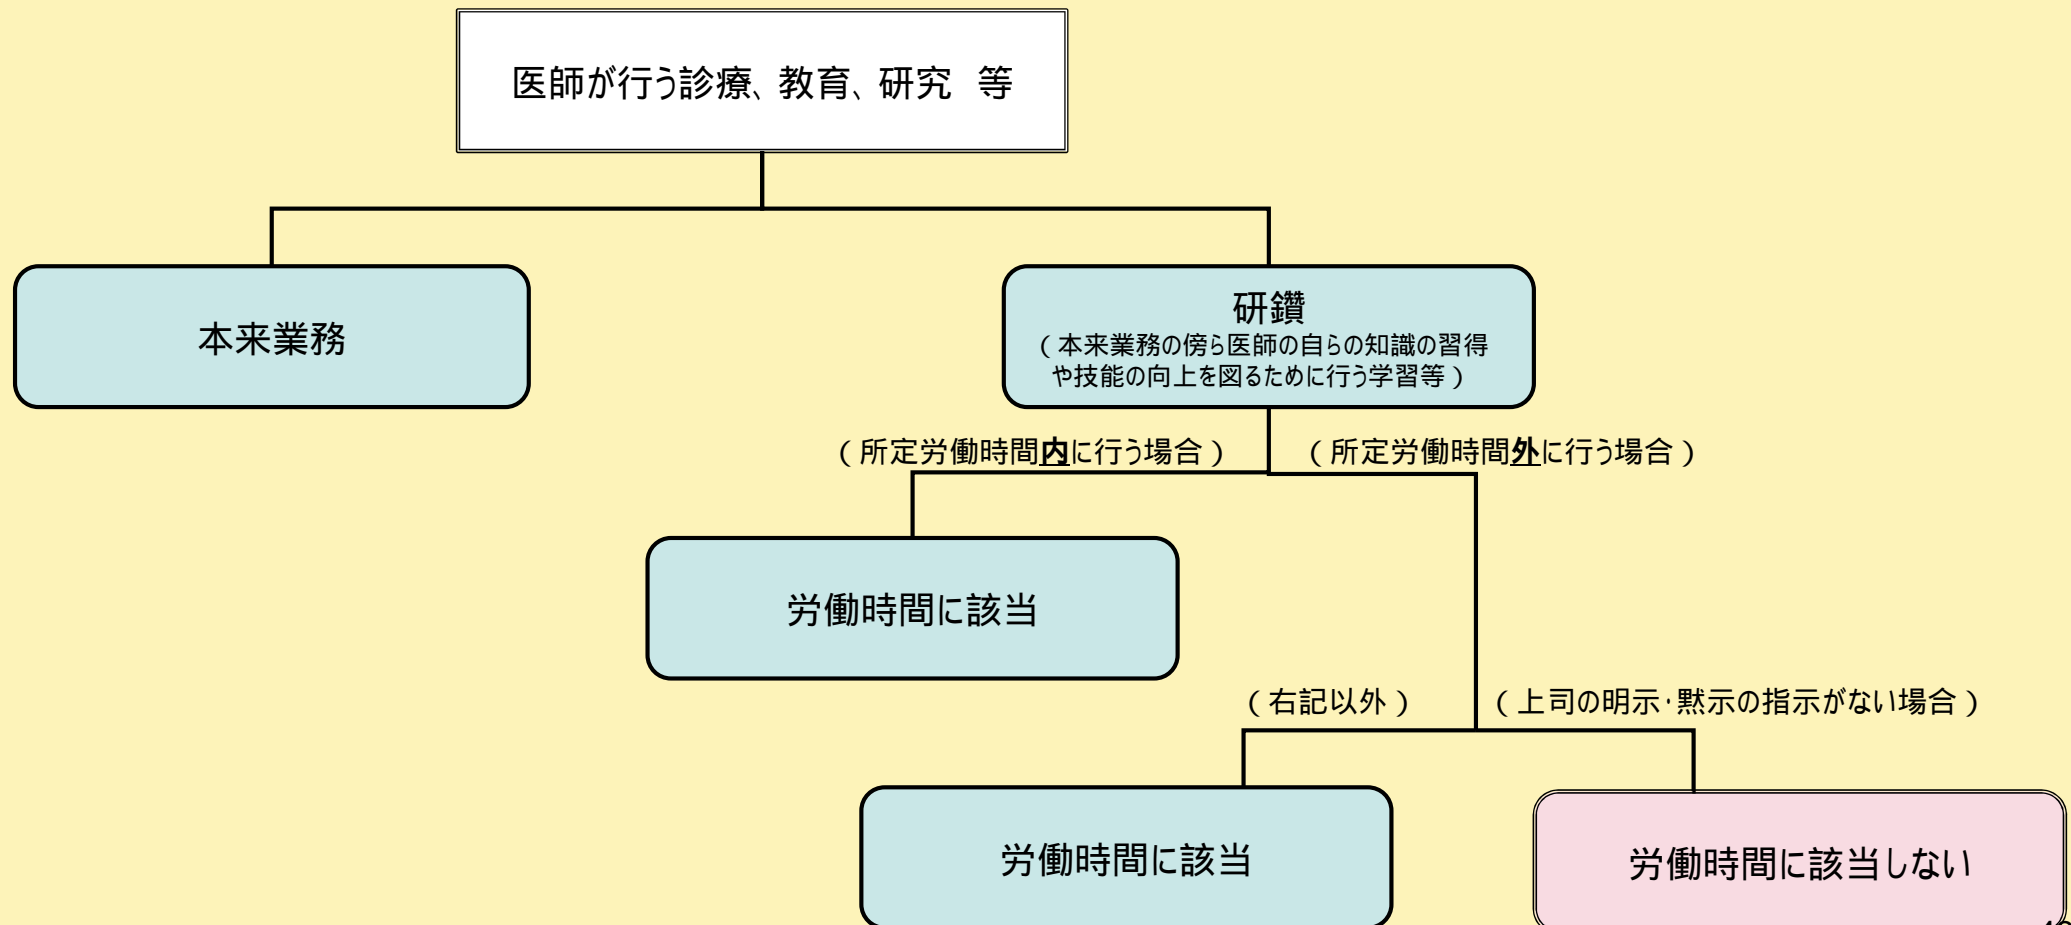 医師が行う診療、教育、研究 等
本来業務
研鑽
(本来業務の傍ら医師の自らの知識の習得
や技能の向上を図るために行う学習等)
(所定労働時間内に行う場合)
(所定労働時間外に行う場合)
労働時間に該当
(右記以外)
(上司の明示・黙示の指示がない場合)
労働時間に該当
労働時間に該当しない